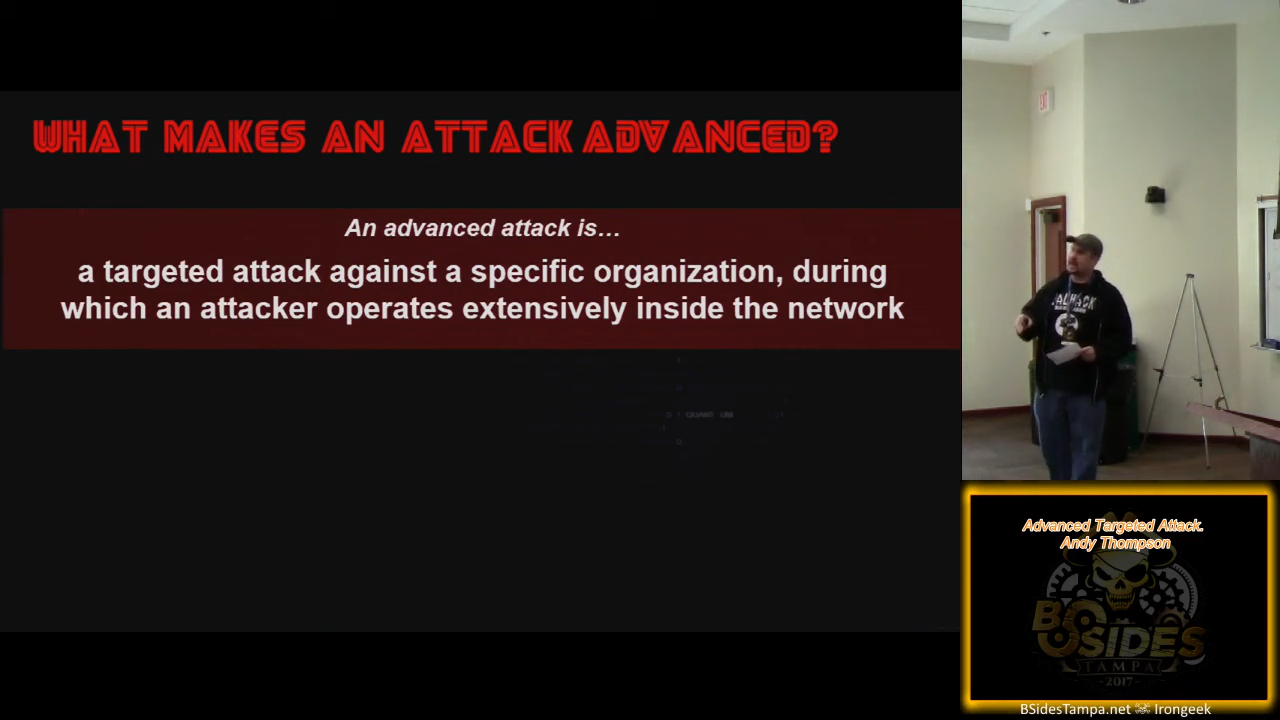 WHAT MAKES AN ATTACK ADVANCED?
An advanced attack is...
a targeted attack against a specific organization, during
which an attacker operates extensively inside the network
EXIT
Advanced Targeted Attack.
Andy Thompson
BSIDES
TAMPA
-2017-
BSidesTampa.net Irongeek